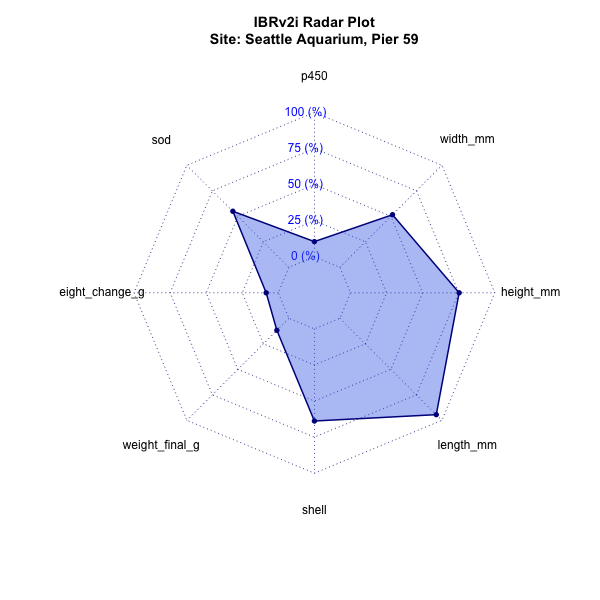 IBRv2i Radar Plot
Site: Seattle Aquarium, Pier 59
p450
100 (%)
sod
width_mm
75 (%)
50 (%)
25 (%)
0 (%)
eight_change_g
height_mm
weight_final_g
length_mm
shell